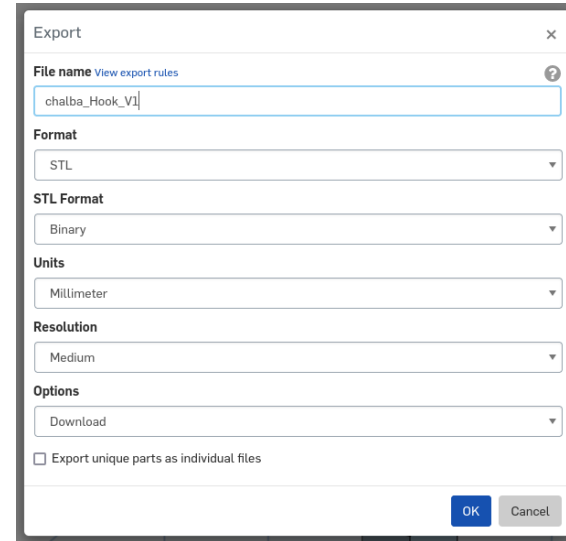 Export ×
File name View export rules ?
chalba_Hook_V1
Format
STL
STL Format
Binary
Units
Millimeter
Resolution
Medium
Options
Download
Export unique parts as individual files
OK Cancel